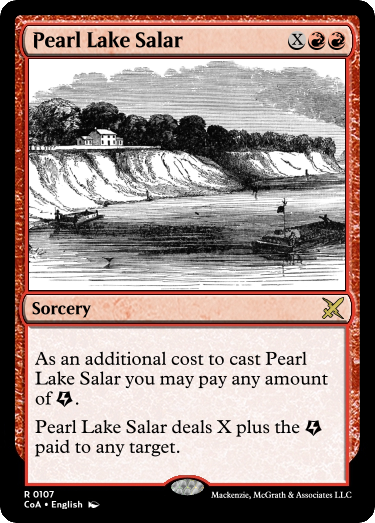 Pearl Lake Salar X
Sorcery
As an additional cost to cast Pearl
Lake Salar you may pay any amount
of .
Pearl Lake Salar deals X plus the
paid to any target.
R 0107
CoA • English
Mackenzie, McGrath & Associates LLC